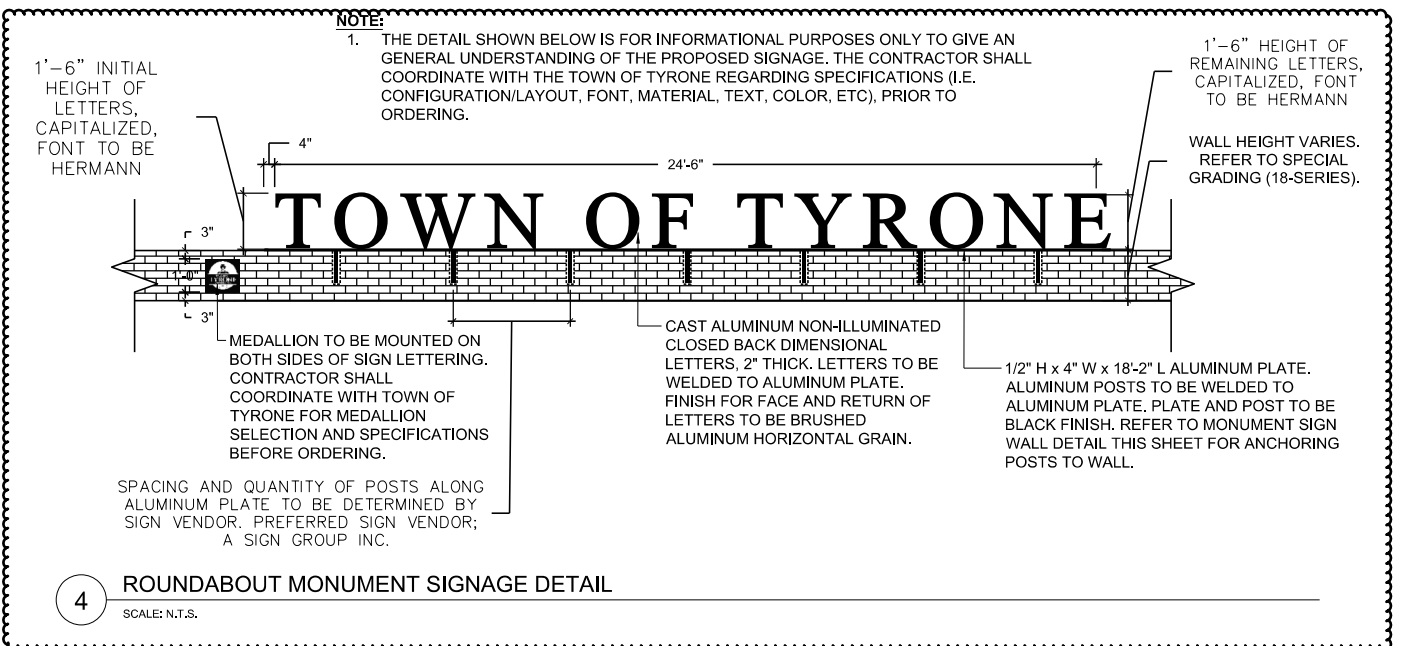 NOTE:
1. THE DETAIL SHOWN BELOW IS FOR INFORMATIONAL PURPOSES ONLY TO GIVE AN
GENERAL UNDERSTANDING OF THE PROPOSED SIGNAGE. THE CONTRACTOR SHALL
COORDINATE WITH THE TOWN OF TYRONE REGARDING SPECIFICATIONS (I.E.
CONFIGURATION/LAYOUT, FONT, MATERIAL, TEXT, COLOR, ETC), PRIOR TO
ORDERING.
1'-6" INITIAL
HEIGHT OF
LETTERS,
CAPITALIZED,
FONT TO BE
HERMANN
1'-6" HEIGHT OF
REMAINING LETTERS,
CAPITALIZED, FONT
TO BE HERMANN
WALL HEIGHT VARIES.
REFER TO SPECIAL
GRADING (18-SERIES).
4"
24'-6"
TOWN OF TYRONE
3"
1'-0"
3"
TYRONE
MEDALLION TO BE MOUNTED ON
BOTH SIDES OF SIGN LETTERING.
CONTRACTOR SHALL
COORDINATE WITH TOWN OF
TYRONE FOR MEDALLION
SELECTION AND SPECIFICATIONS
BEFORE ORDERING.
CAST ALUMINUM NON-ILLUMINATED
CLOSED BACK DIMENSIONAL
LETTERS, 2" THICK. LETTERS TO BE
WELDED TO ALUMINUM PLATE.
FINISH FOR FACE AND RETURN OF
LETTERS TO BE BRUSHED
ALUMINUM HORIZONTAL GRAIN.
1/2" H x 4" W x 18'-2" L ALUMINUM PLATE.
ALUMINUM POSTS TO BE WELDED TO
ALUMINUM PLATE. PLATE AND POST TO BE
BLACK FINISH. REFER TO MONUMENT SIGN
WALL DETAIL THIS SHEET FOR ANCHORING
POSTS TO WALL.
SPACING AND QUANTITY OF POSTS ALONG
ALUMINUM PLATE TO BE DETERMINED BY
SIGN VENDOR. PREFERRED SIGN VENDOR;
A SIGN GROUP INC.
4
ROUNDABOUT MONUMENT SIGNAGE DETAIL
SCALE: N.T.S.